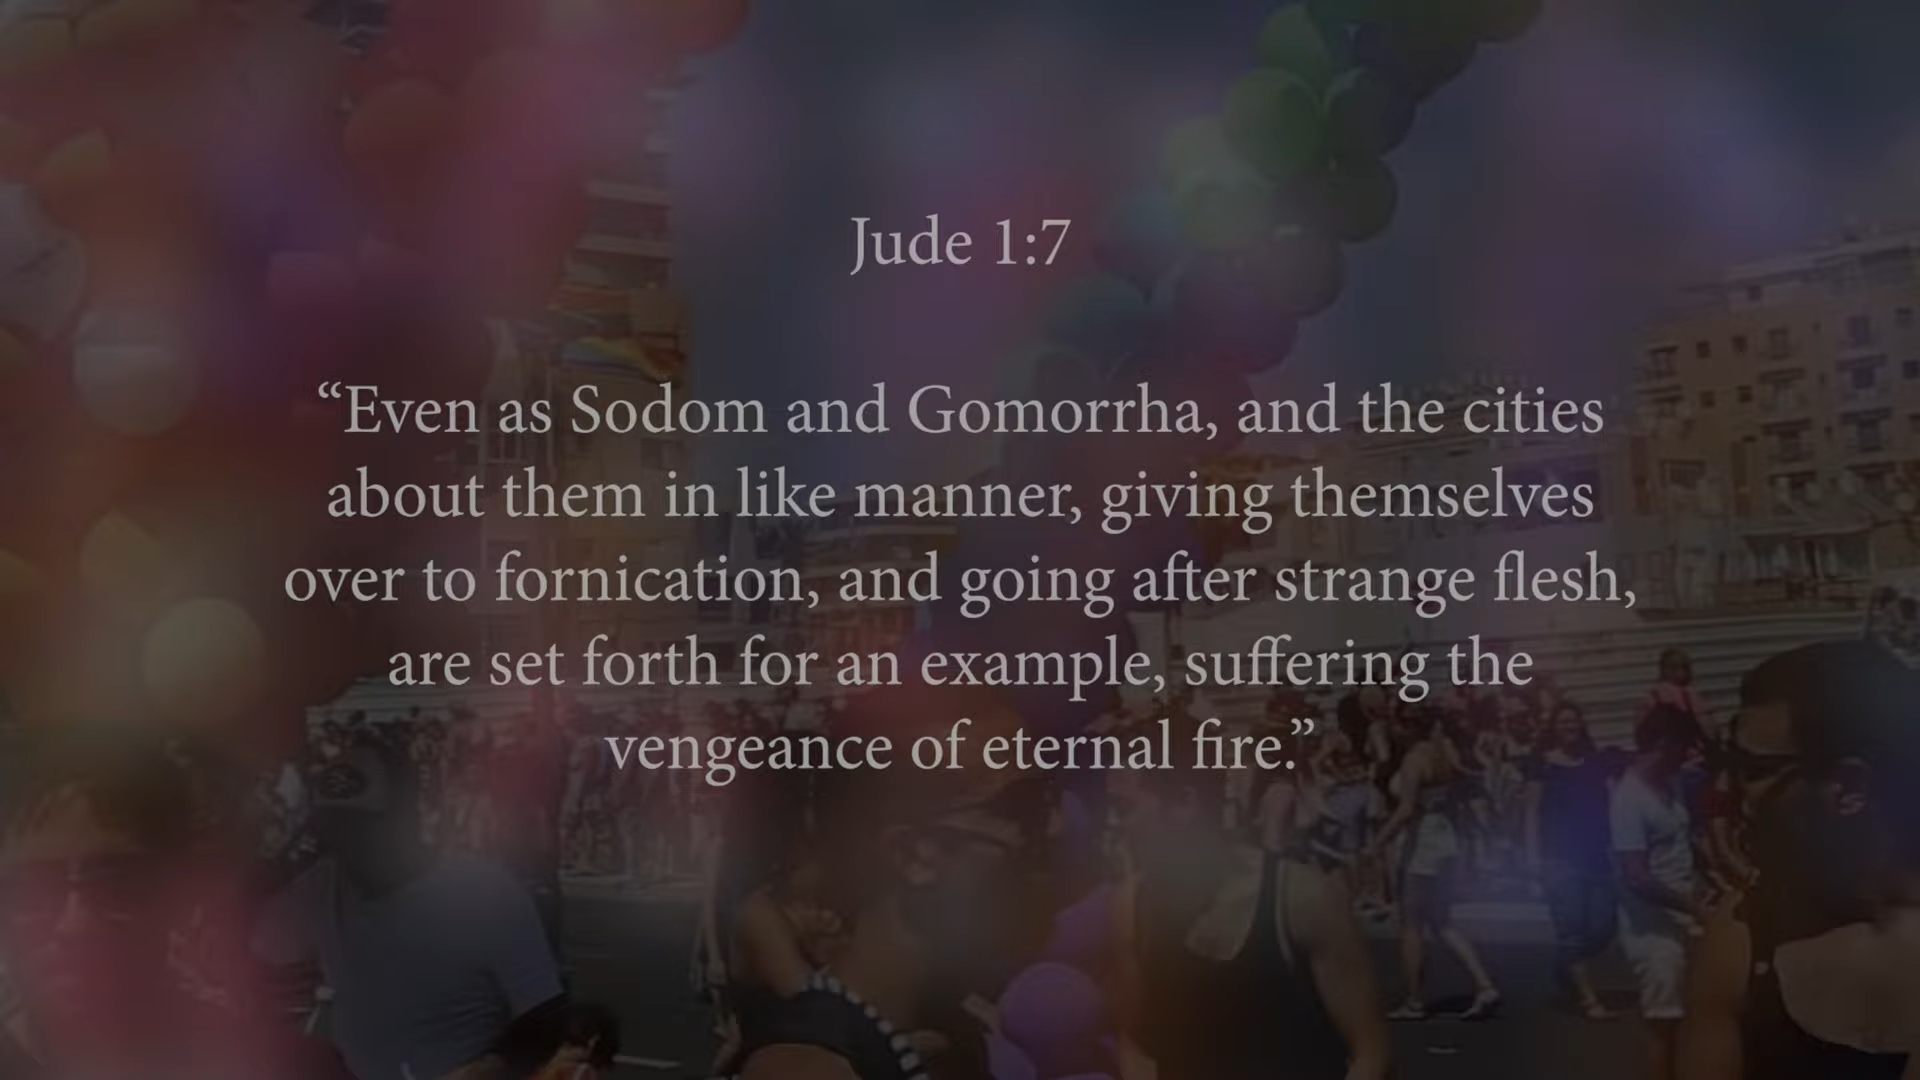 Jude 1:7
“Even as Sodom and Gomorrha, and the cities
about them in like manner, giving themselves
over to fornication, and going after strange flesh,
are set forth for an example, suffering the
vengeance of eternal fire.”